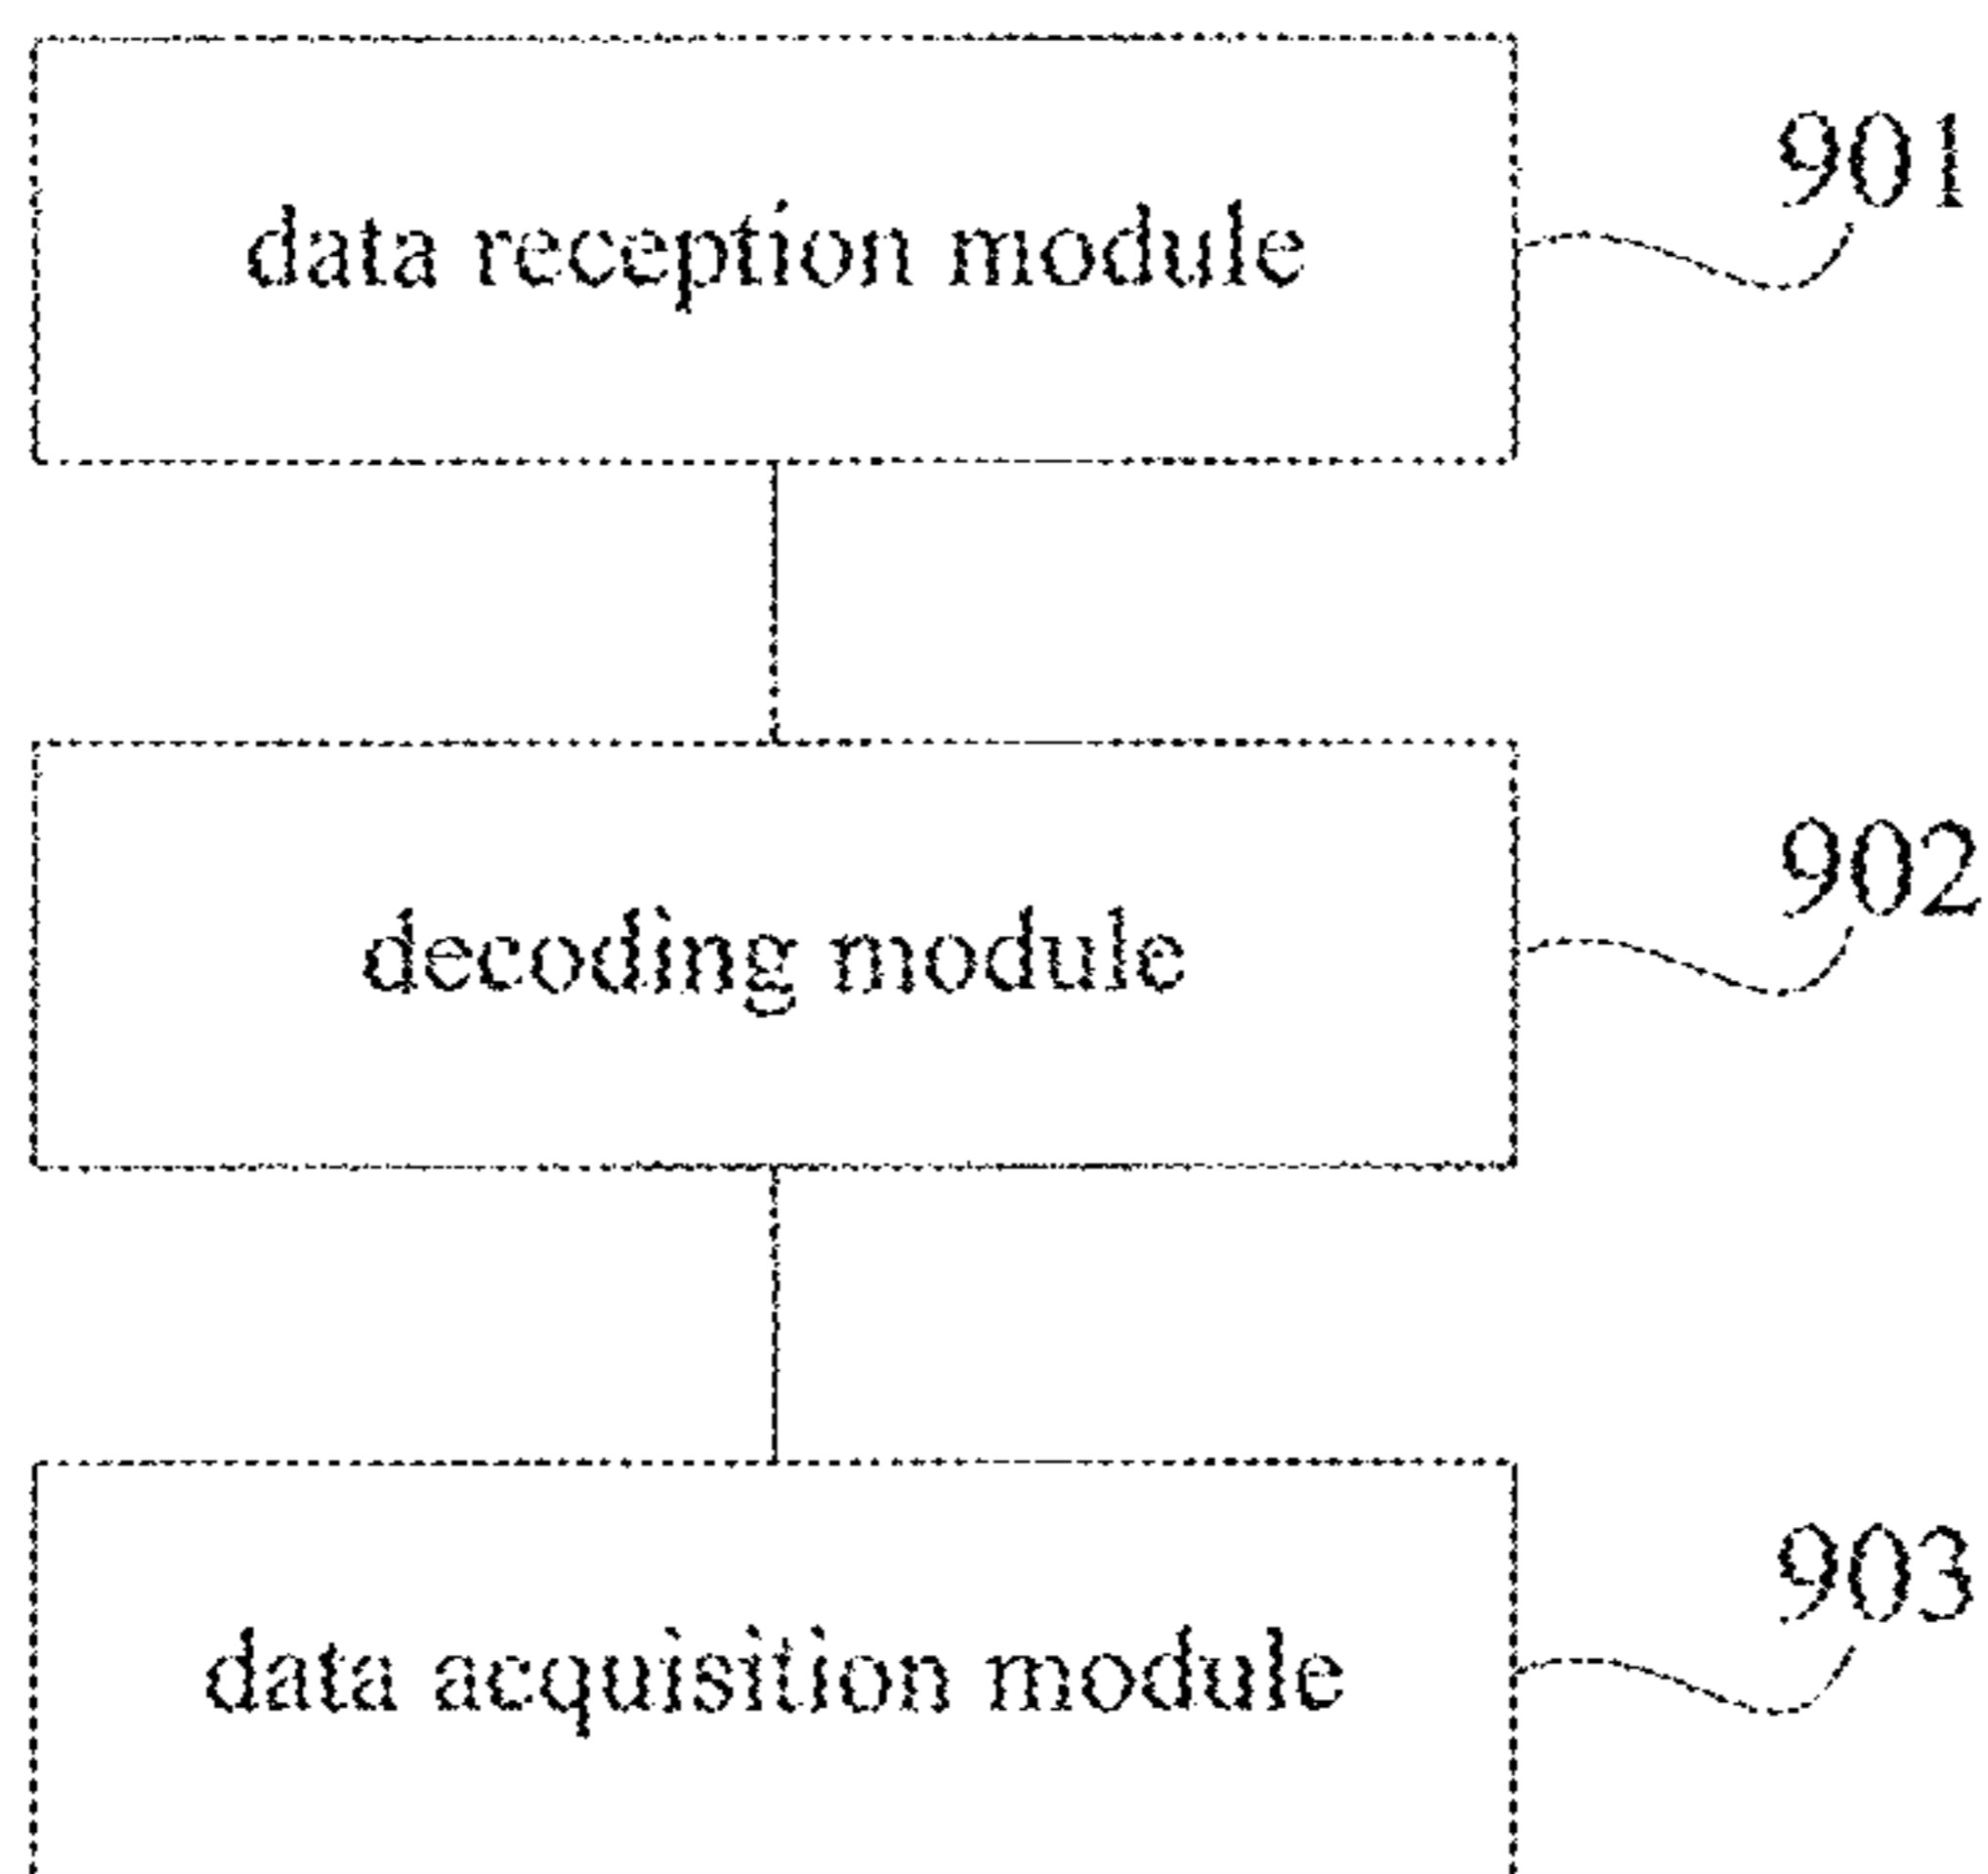 901
data reception module
902
decoding module
903
data acquisition module